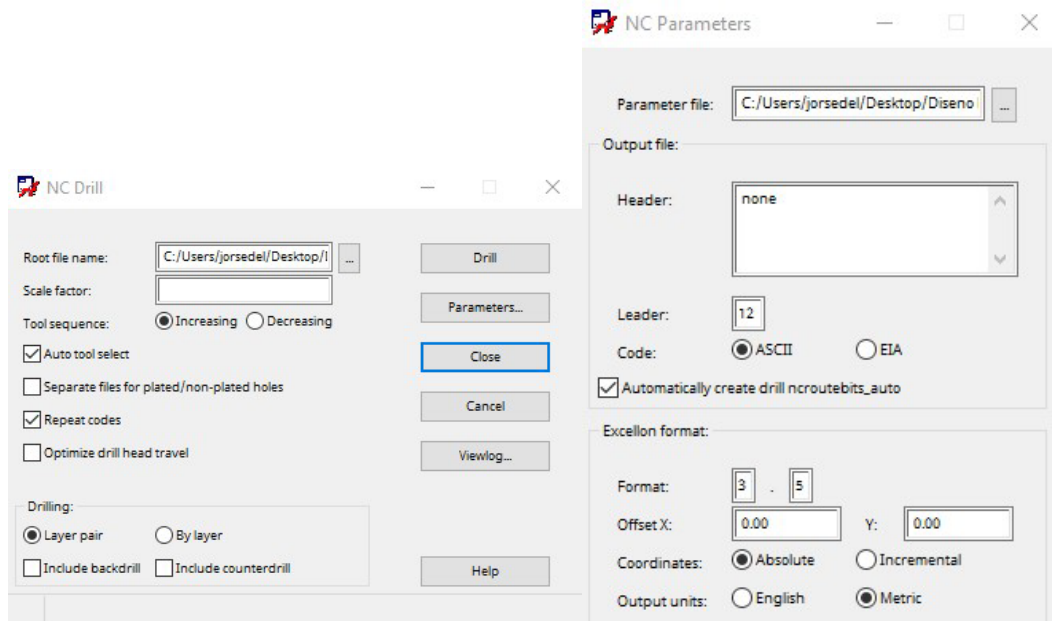 NC Drill
Root file name: C:/Users/jorsedel/Desktop/ ...
Scale factor:
Tool sequence: Increasing Decreasing
Auto tool select
Separate files for plated/non-plated holes
Repeat codes
Optimize drill head travel
Drilling:
Layer pair By layer
Include backdrill Include counterdrill
Drill
Parameters...
Close
Cancel
Viewlog...
Help
NC Parameters
Parameter file: C:/Users/jorsedel/Desktop/Diseno ...
Output file:
Header: none
Leader: 12
Code: ASCII EIA
Automatically create drill ncroutebits_auto
Excellon format:
Format: 3 . 5
Offset X: 0.00 Y: 0.00
Coordinates: Absolute Incremental
Output units: English Metric